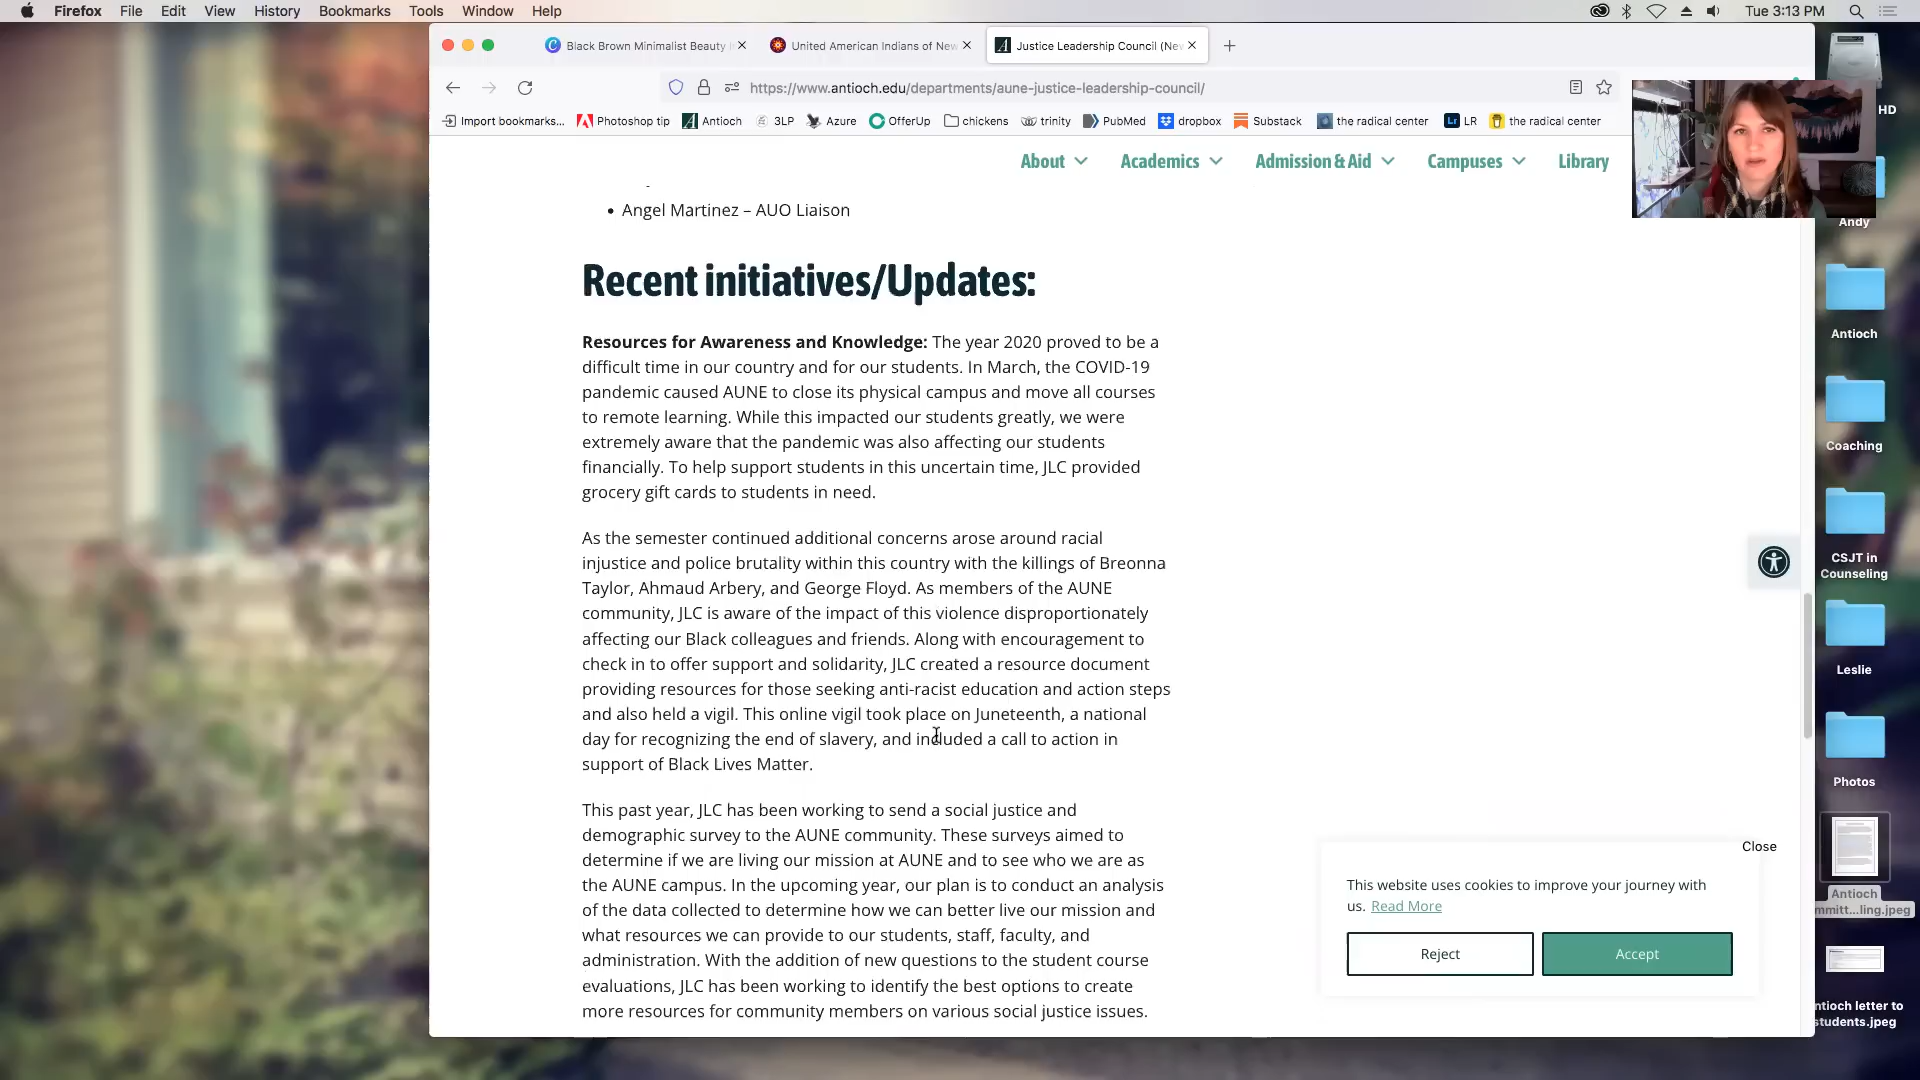 Firefox File Edit View History Bookmarks Tools Window Help
Tue 3:13 PM
Black Brown Minimalist Beauty
United American Indians of New
Justice Leadership Council (Nev
https://www.antioch.edu/departments/aune-justice-leadership-council/
Import bookmarks... Photoshop tip Antioch 3LP Azure OfferUp chickens trinity PubMed dropbox Substack the radical center LR the radical center
About Academics Admission & Aid Campuses Library
• Angel Martinez – AUO Liaison
Recent initiatives/Updates:
Resources for Awareness and Knowledge: The year 2020 proved to be a
difficult time in our country and for our students. In March, the COVID-19
pandemic caused AUNE to close its physical campus and move all courses
to remote learning. While this impacted our students greatly, we were
extremely aware that the pandemic was also affecting our students
financially. To help support students in this uncertain time, JLC provided
grocery gift cards to students in need.
As the semester continued additional concerns arose around racial
injustice and police brutality within this country with the killings of Breonna
Taylor, Ahmaud Arbery, and George Floyd. As members of the AUNE
community, JLC is aware of the impact of this violence disproportionately
affecting our Black colleagues and friends. Along with encouragement to
check in to offer support and solidarity, JLC created a resource document
providing resources for those seeking anti-racist education and action steps
and also held a vigil. This online vigil took place on Juneteenth, a national
day for recognizing the end of slavery, and included a call to action in
support of Black Lives Matter.
This past year, JLC has been working to send a social justice and
demographic survey to the AUNE community. These surveys aimed to
determine if we are living our mission at AUNE and to see who we are as
the AUNE campus. In the upcoming year, our plan is to conduct an analysis
of the data collected to determine how we can better live our mission and
what resources we can provide to our students, staff, faculty, and
administration. With the addition of new questions to the student course
evaluations, JLC has been working to identify the best options to create
more resources for community members on various social justice issues.
Close
This website uses cookies to improve your journey with
us. Read More
Reject
Accept
HD
Andy
Antioch
Coaching
CSJT in
Counseling
Leslie
Photos
Antioch
mmitt...ling.jpeg
ntioch letter to
students.jpeg